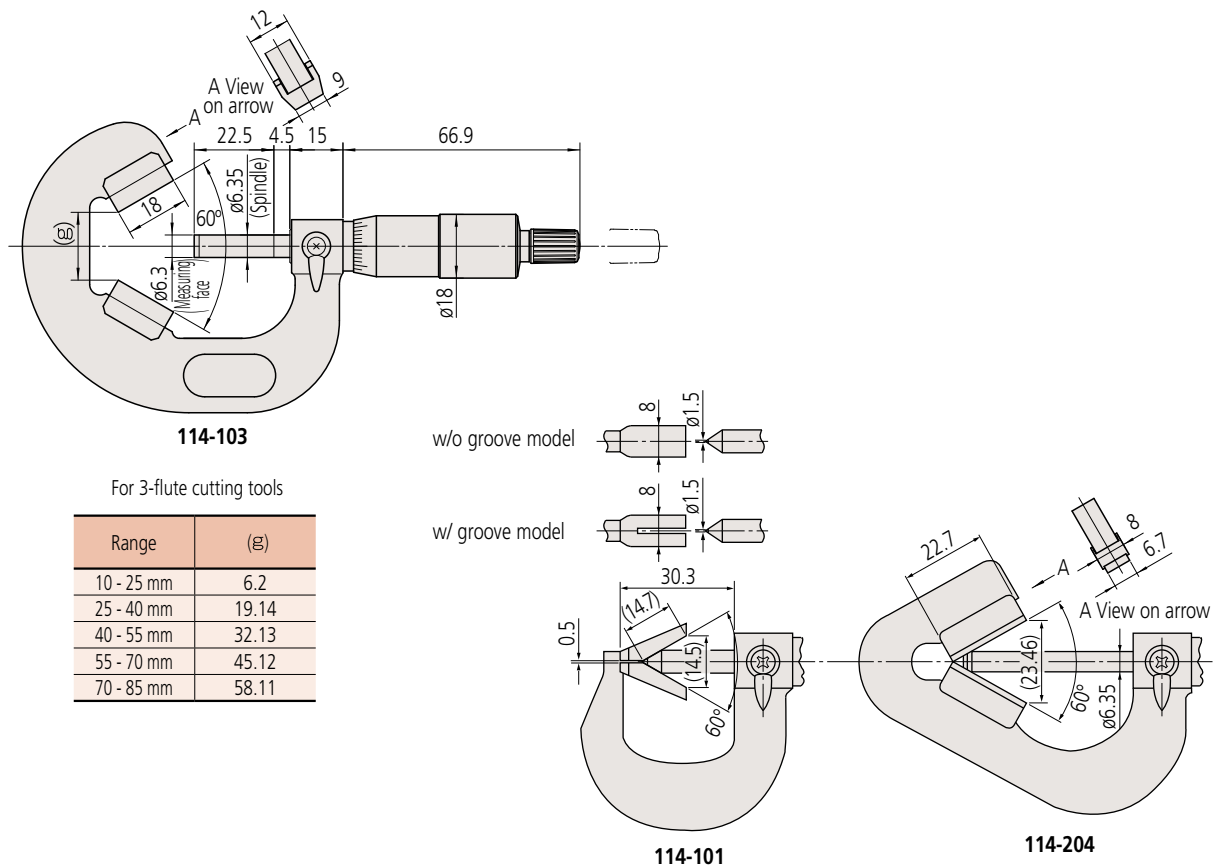 12
9
A View
on arrow
A
22.5
4.5
15
66.9
18
60°
ø6.35
(Spindle)
(g)
ø6.3
(Measuring face)
ø18
114-103
For 3-flute cutting tools
Range (g)
10 - 25 mm 6.2
25 - 40 mm 19.14
40 - 55 mm 32.13
55 - 70 mm 45.12
70 - 85 mm 58.11
w/o groove model
8
ø1.5
w/ groove model
8
ø1.5
30.3
(14.7)
0.5
(14.5)
60°
114-101
22.7
A
8
6.7
A View on arrow
(23.46)
60°
ø6.35
114-204